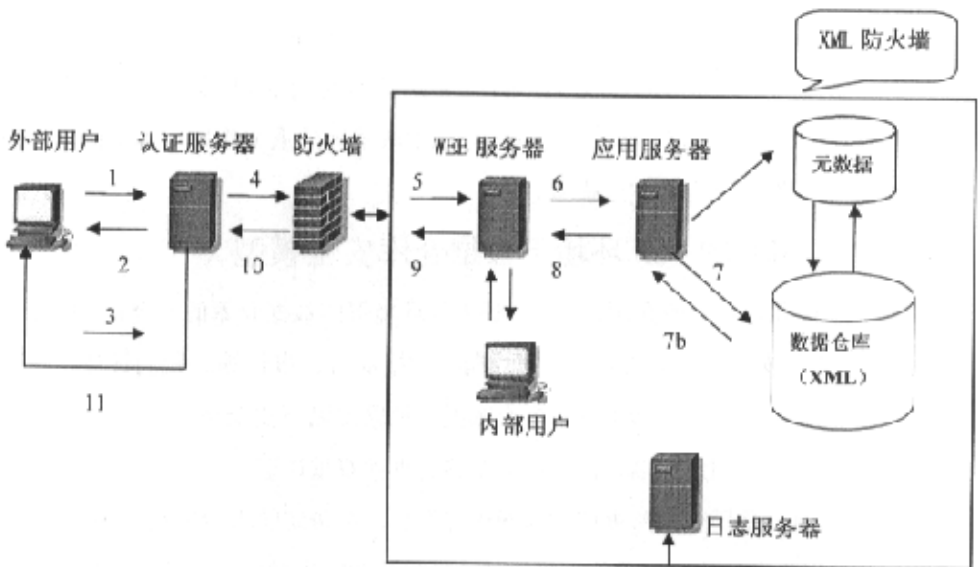 XML 防火墙
外部用户
认证服务器
防火墙
WEB 服务器
应用服务器
元数据
1
4
5
6
2
10
9
8
7
3
7b
数据仓库
（XML）
11
内部用户
日志服务器